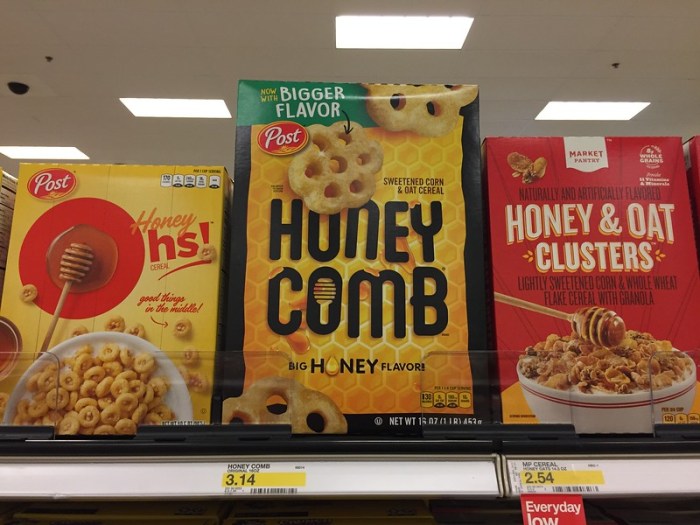 Post
Honey
Ohs!
CEREAL
good things
in the middle!
NOW
WITH
BIGGER
FLAVOR
Post
SWEETENED CORN
& OAT CEREAL
HONEY
COMB
BIG HONEY FLAVOR!
NET WT 16 OZ (1 LB) 453g
MARKET
PANTRY
WHOLE
GRAINS
NATURALLY AND ARTIFICIALLY FLAVORED
HONEY & OAT
CLUSTERS
LIGHTLY SWEETENED CORN & WHOLE WHEAT
FLAKE CEREAL WITH GRANOLA
HONEY COMB
3.14
MP CEREAL
2.54
Everyday
low